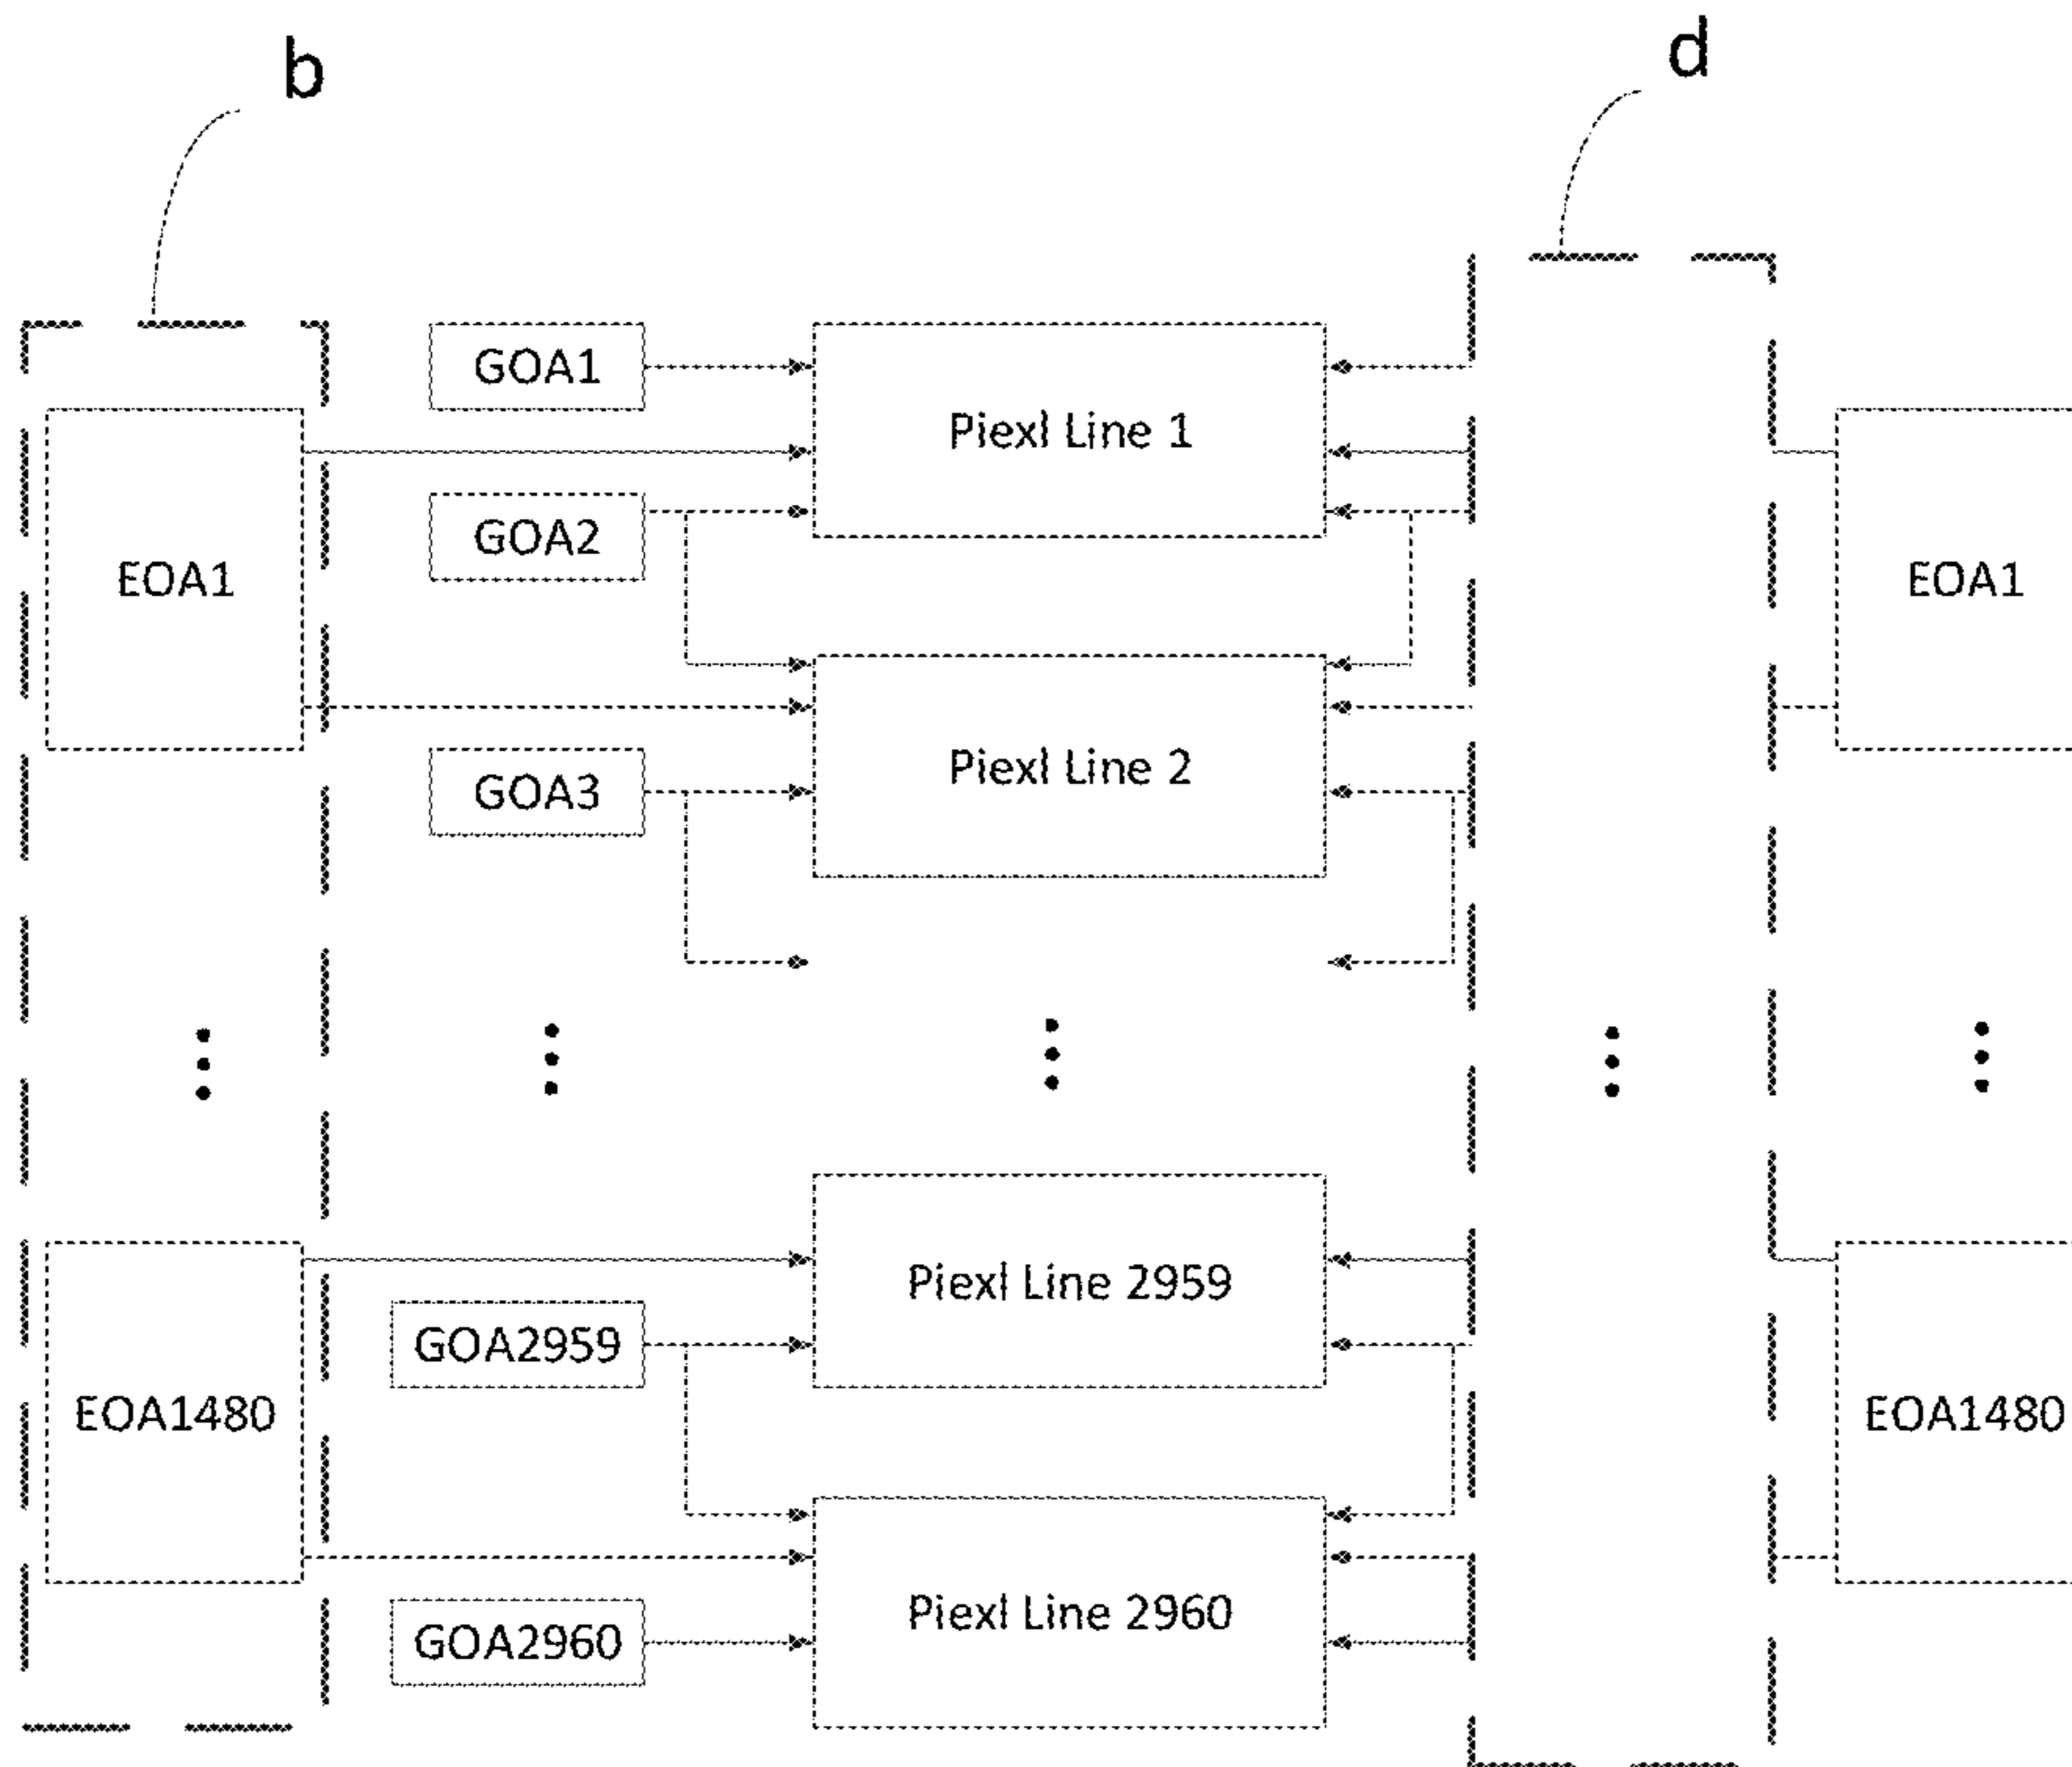 b
d
GOA1
Piexl Line 1
GOA2
EOA1
EOA1
Piexl Line 2
GOA3
Piexl Line 2959
GOA2959
EOA1480
EOA1480
Piexl Line 2960
GOA2960